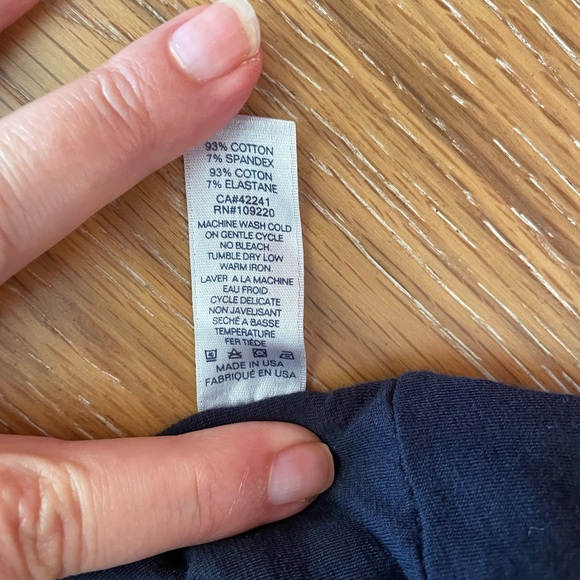 93% COTTON
7% SPANDEX
93% COTON
7% ELASTANE
CA#42241
RN#109220
MACHINE WASH COLD
ON GENTLE CYCLE
NO BLEACH.
TUMBLE DRY LOW
WARM IRON.
LAVER A LA MACHINE
EAU FROID.
CYCLE DELICATE
NON JAVELISANT
SECHÉ A BASSE
TEMPERATURE
FER TIÈDE
MADE IN USA
FABRIQUÉ EN USA